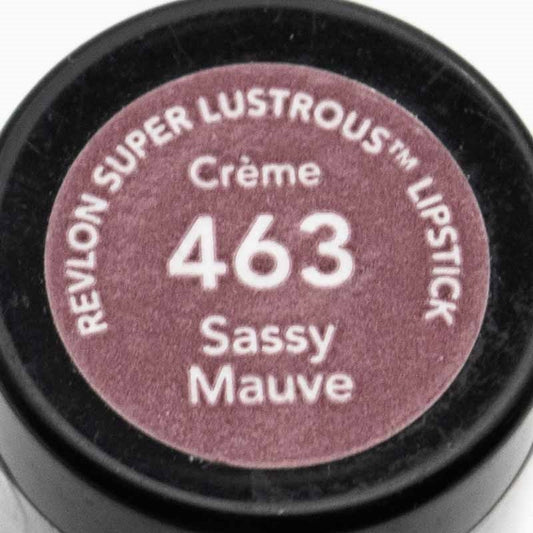 REVLON SUPER LUSTROUS™ LIPSTICK
Crème
463
Sassy
Mauve